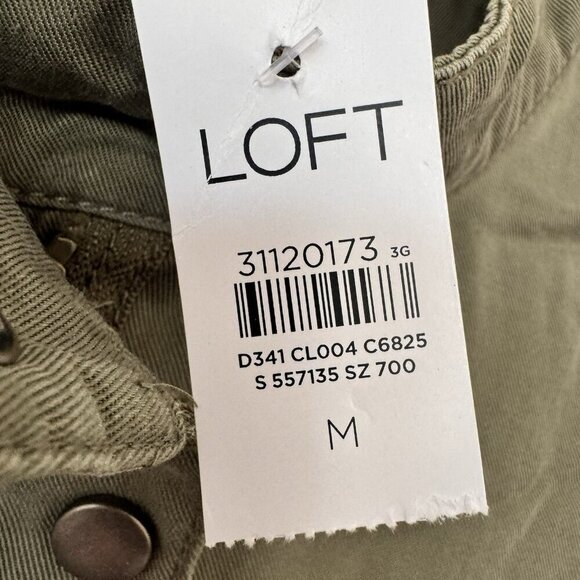 LOFT
31120173 3G
D341 CL004 C6825
S 557135 SZ 700
M